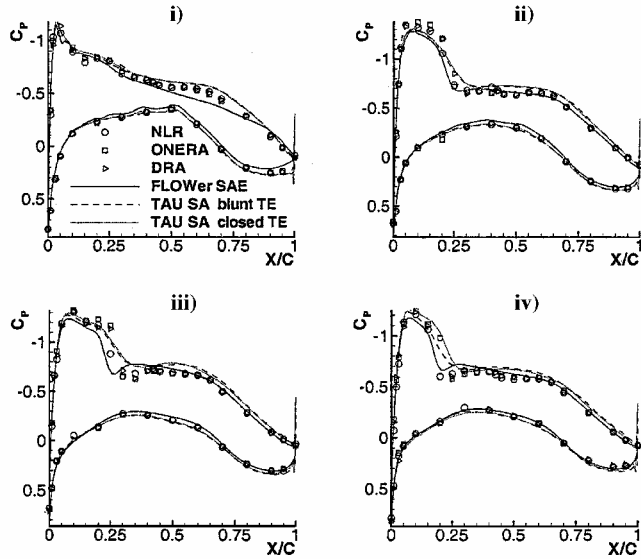 i)
C_P
-1
-0.5
0
0.5
NLR
ONERA
DRA
FLOWer SAE
TAU SA blunt TE
TAU SA closed TE
0 0.25 0.5 0.75 1
X/C
ii)
C_P
-1
-0.5
0
0.5
0 0.25 0.5 0.75 1
X/C
iii)
C_P
-1
-0.5
0
0.5
0 0.25 0.5 0.75 1
X/C
iv)
C_P
-1
-0.5
0
0.5
0 0.25 0.5 0.75 1
X/C